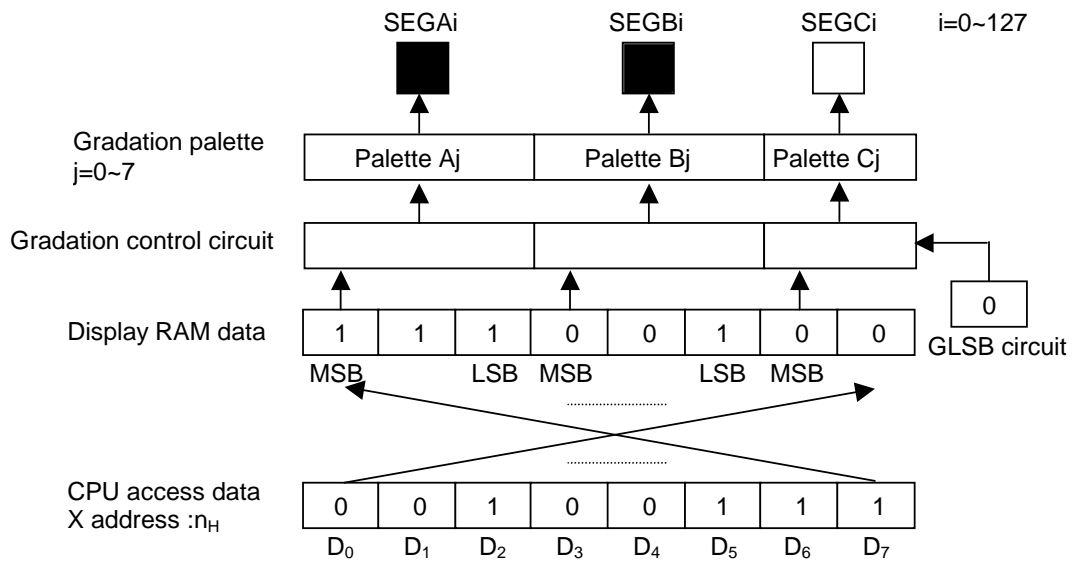 SEGAi SEGBi SEGCi i=0~127
Gradation palette
j=0~7
Palette Aj Palette Bj Palette Cj
Gradation control circuit
Display RAM data
1 1 1 0 0 1 0 0
0
GLSB circuit
MSB LSB MSB LSB MSB
CPU access data
X address :nH
0 0 1 0 0 1 1 1
D0 D1 D2 D3 D4 D5 D6 D7